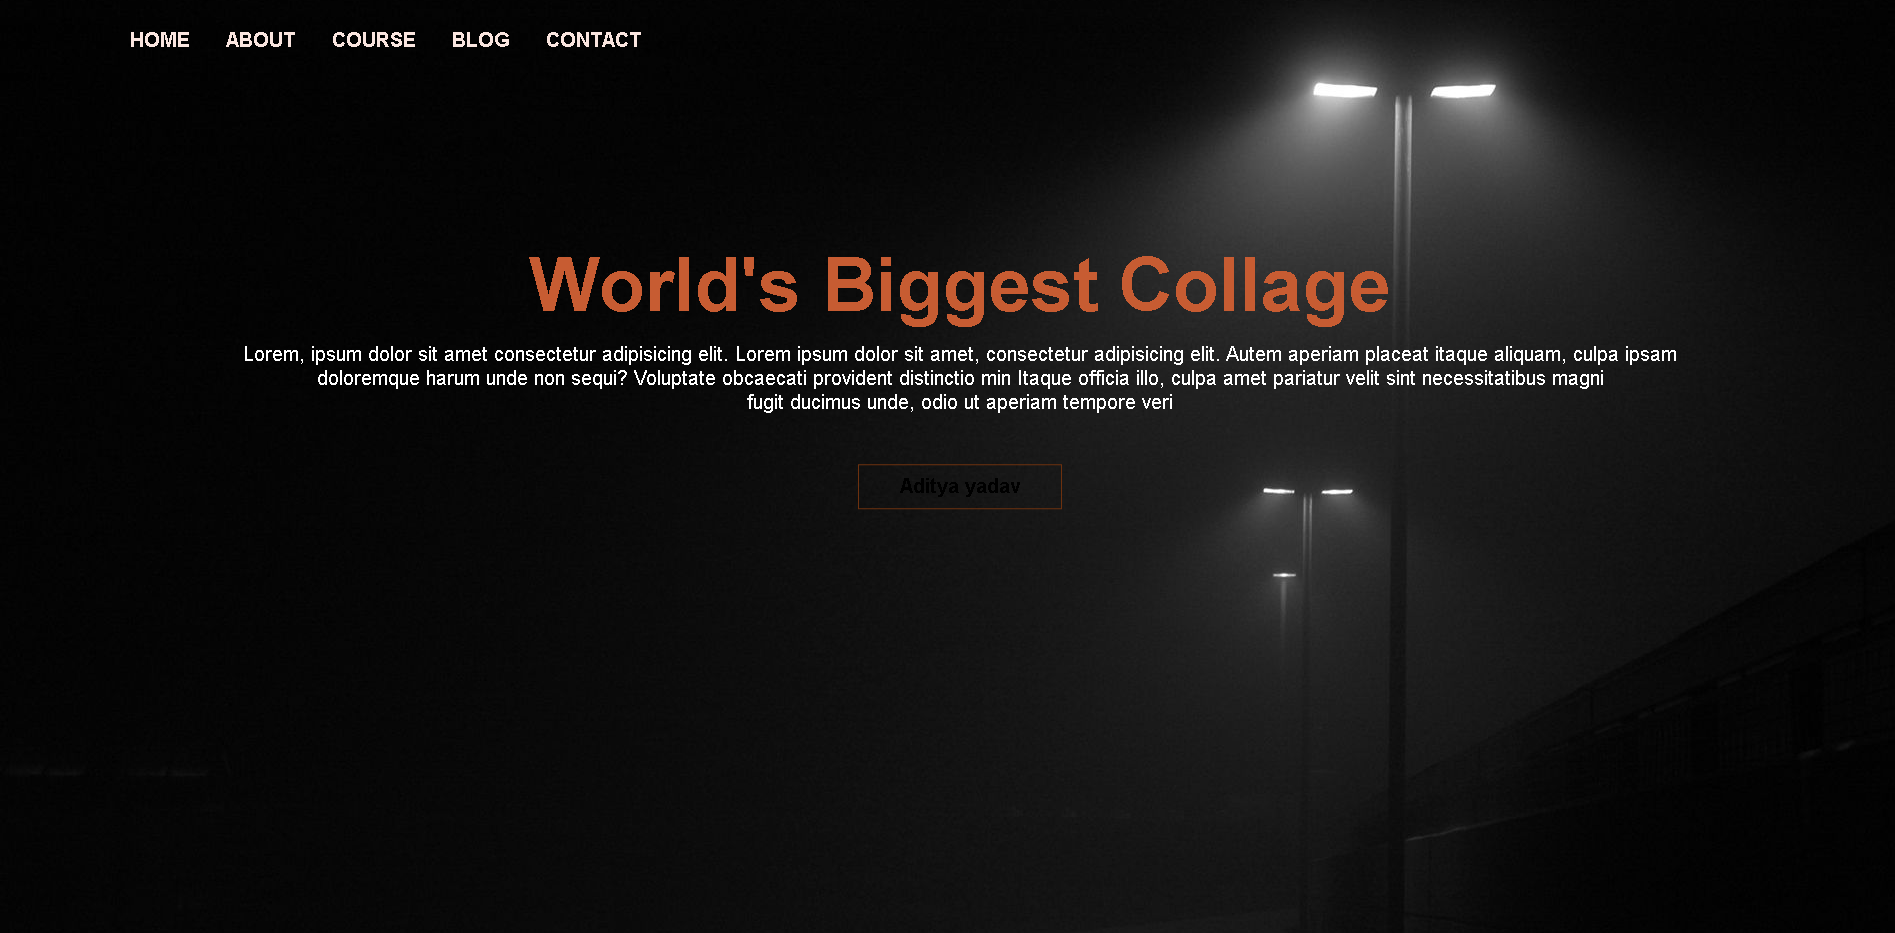 HOME ABOUT COURSE BLOG CONTACT
World's Biggest Collage
Lorem, ipsum dolor sit amet consectetur adipisicing elit. Lorem ipsum dolor sit amet, consectetur adipisicing elit. Autem aperiam placeat itaque aliquam, culpa ipsam
doloremque harum unde non sequi? Voluptate obcaecati provident distinctio min Itaque officia illo, culpa amet pariatur velit sint necessitatibus magni
fugit ducimus unde, odio ut aperiam tempore veri
Aditya yadav